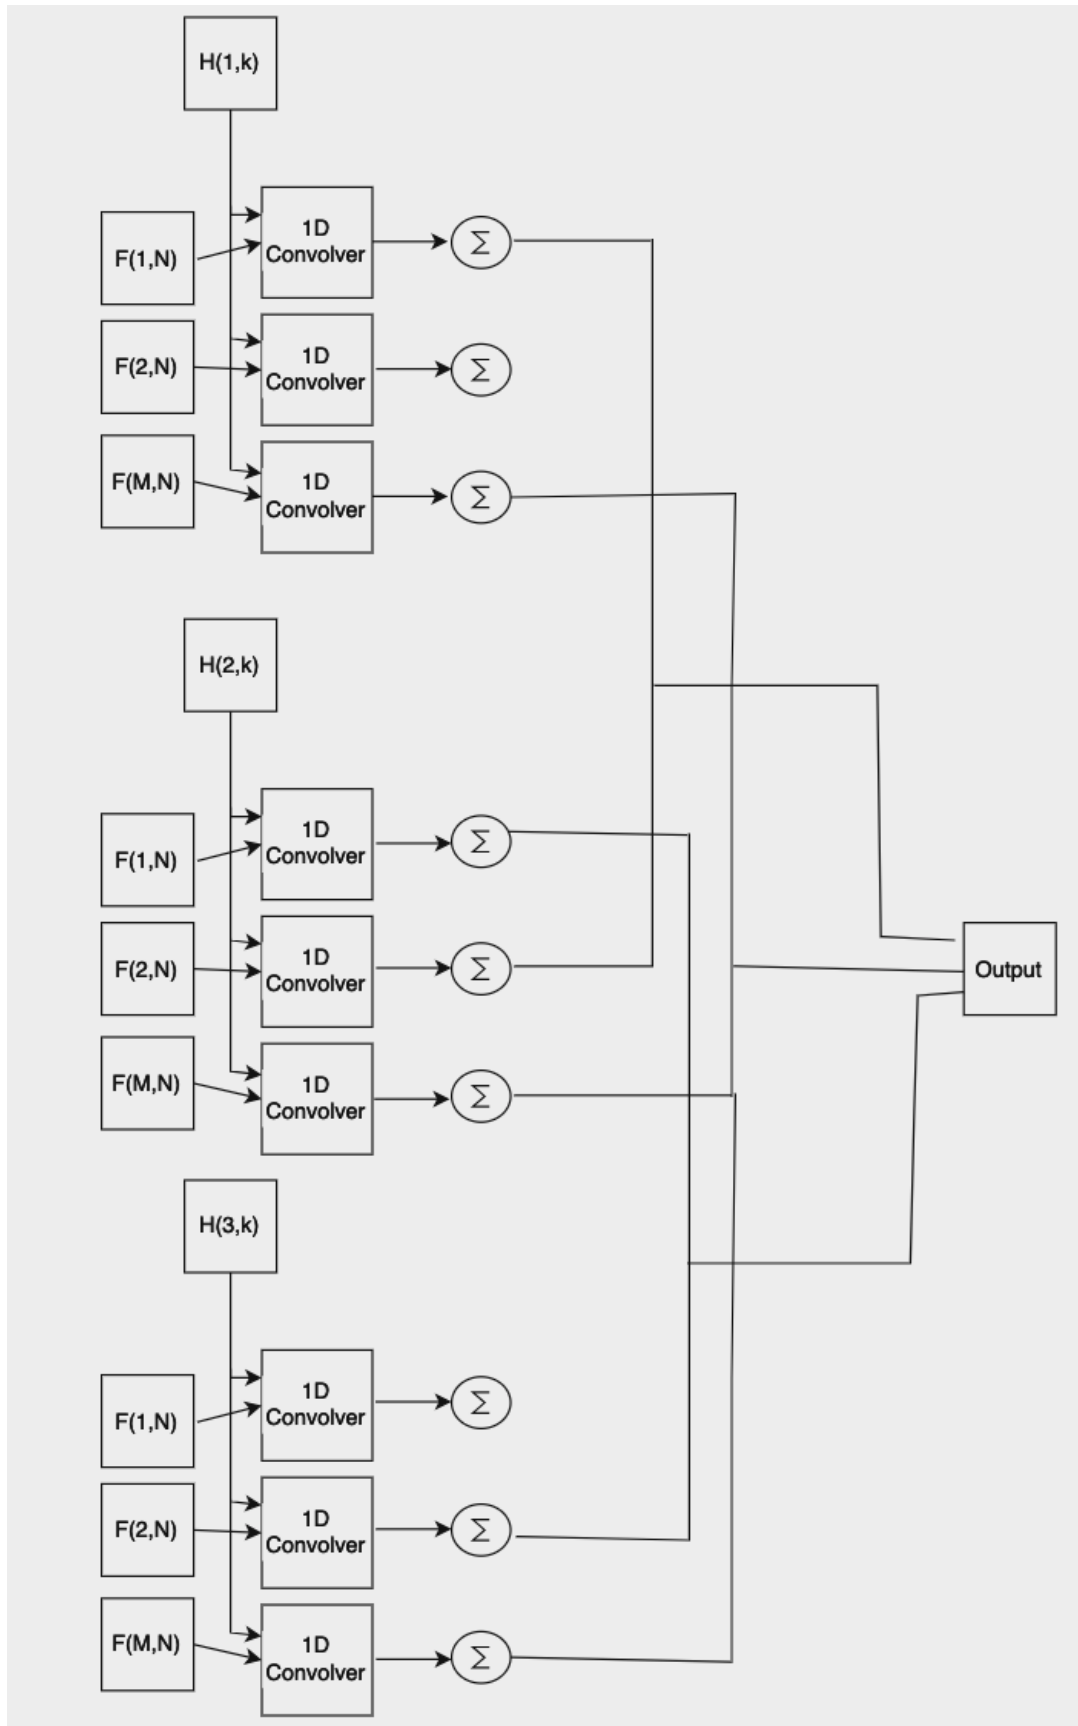 H(1,k)
F(1,N)
1D
Convolver
Σ
F(2,N)
1D
Convolver
Σ
F(M,N)
1D
Convolver
Σ
H(2,k)
F(1,N)
1D
Convolver
Σ
F(2,N)
1D
Convolver
Σ
Output
F(M,N)
1D
Convolver
Σ
H(3,k)
F(1,N)
1D
Convolver
Σ
F(2,N)
1D
Convolver
Σ
F(M,N)
1D
Convolver
Σ